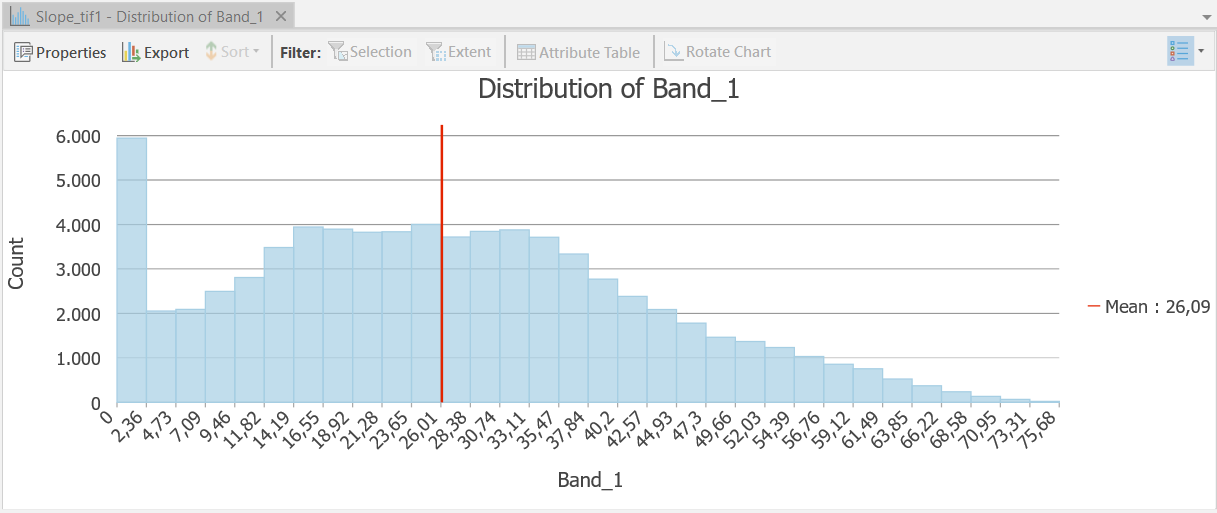 Slope_tif1 - Distribution of Band_1
Properties Export Sort Filter: Selection Extent Attribute Table Rotate Chart
Distribution of Band_1
6.000
5.000
4.000
3.000
2.000
1.000
0
Count
Mean : 26,09
0 2,36 4,73 7,09 9,46 11,82 14,19 16,55 18,92 21,28 23,65 26,01 28,38 30,74 33,11 35,47 37,84 40,2 42,57 44,93 47,3 49,66 52,03 54,39 56,76 59,12 61,49 63,85 66,22 68,58 70,95 73,31 75,68
Band_1